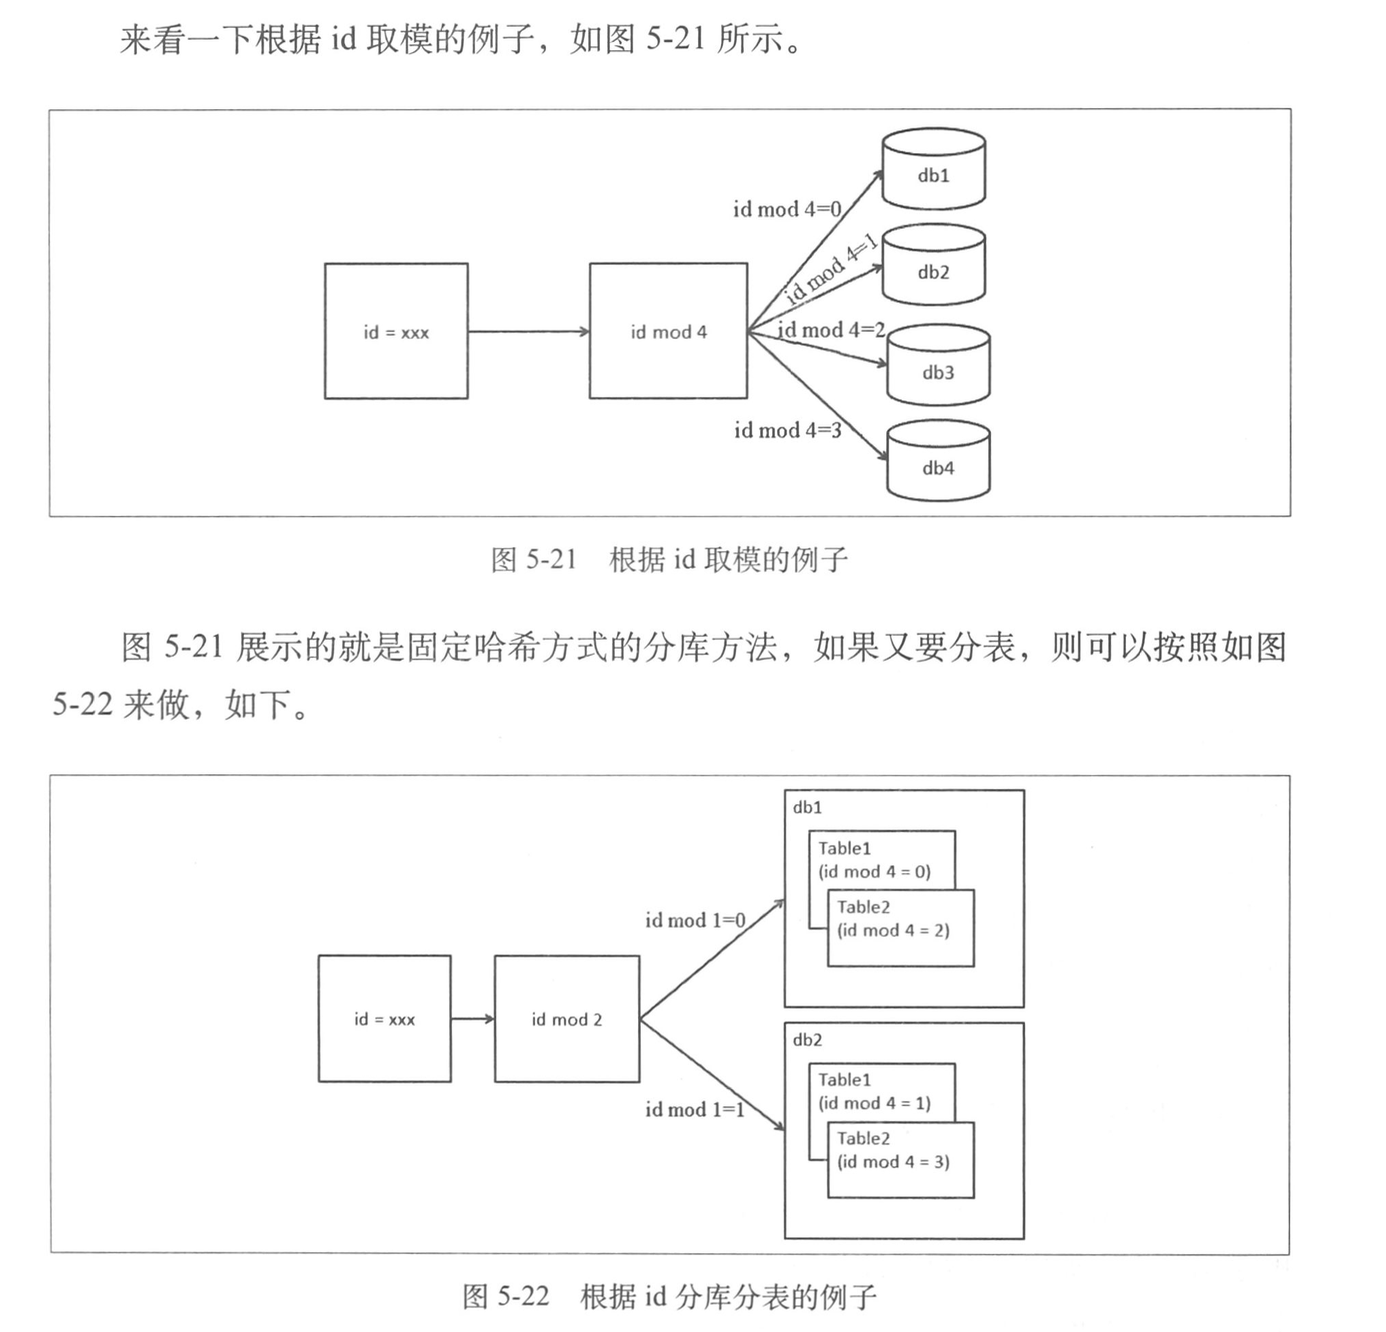 来看一下根据 id 取模的例子，如图 5-21 所示。
db1
id mod 4=0
id mod 4=1
db2
id = xxx
id mod 4
id mod 4=2
db3
id mod 4=3
db4
图 5-21 根据 id 取模的例子
图 5-21 展示的就是固定哈希方式的分库方法，如果又要分表，则可以按照如图
5-22 来做，如下。
db1
Table1
(id mod 4 = 0)
Table2
(id mod 4 = 2)
id mod 1=0
id = xxx
id mod 2
id mod 1=1
db2
Table1
(id mod 4 = 1)
Table2
(id mod 4 = 3)
图 5-22 根据 id 分库分表的例子